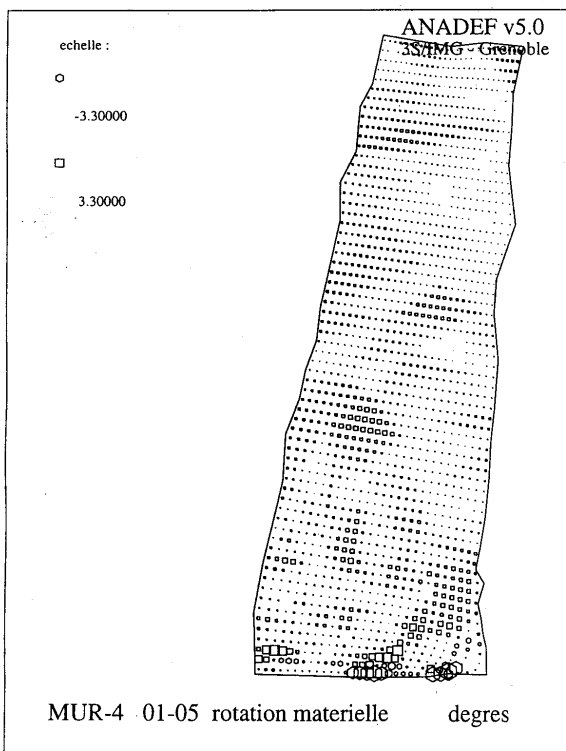 ANADEF v5.0
3S/IMG - Grenoble
echelle :
-3.30000
3.30000
MUR-4 01-05 rotation materielle degres